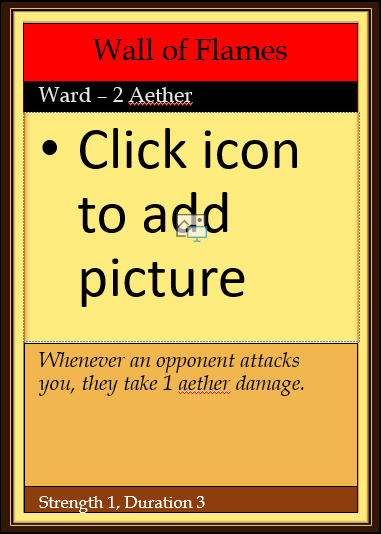 Wall of Flames
Ward – 2 Aether
• Click icon
to add
picture
Whenever an opponent attacks
you, they take 1 aether damage.
Strength 1, Duration 3